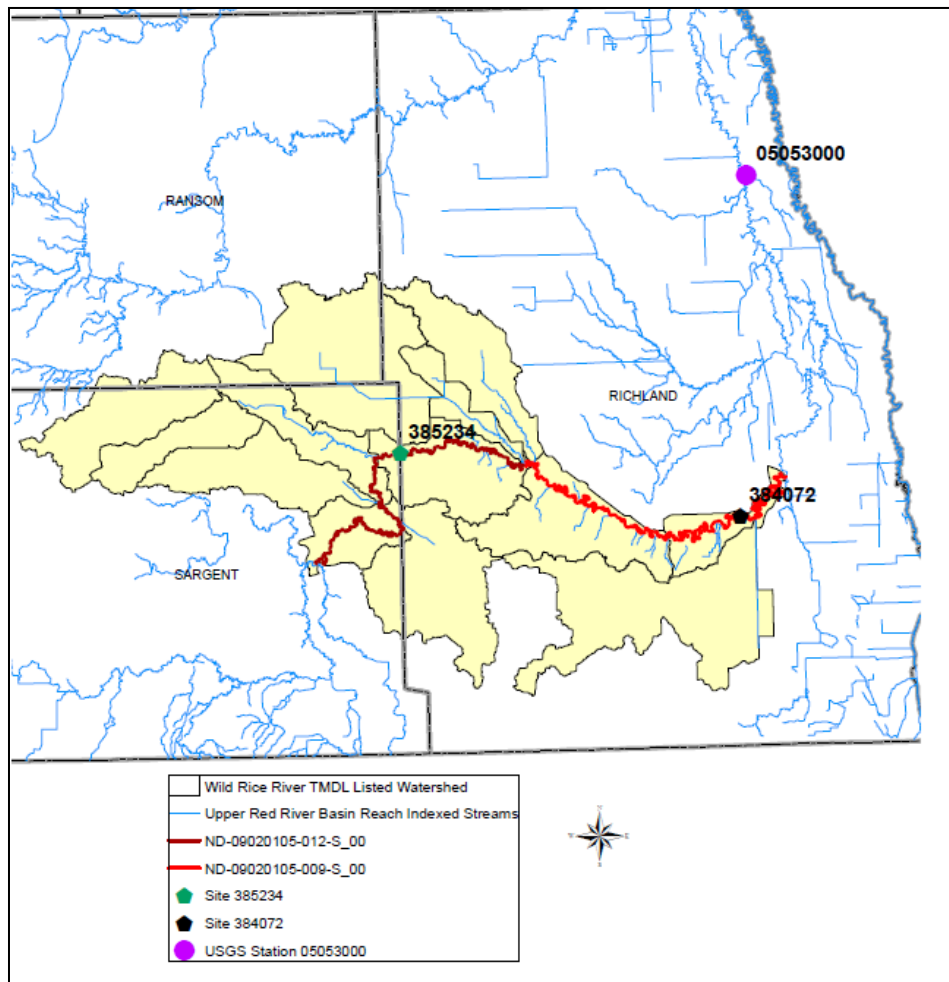 05053000
RANSOM
RICHLAND
385234
384072
SARGENT
Wild Rice River TMDL Listed Watershed
Upper Red River Basin Reach Indexed Streams
ND-09020105-012-S_00
ND-09020105-009-S_00
Site 385234
Site 384072
USGS Station 05053000